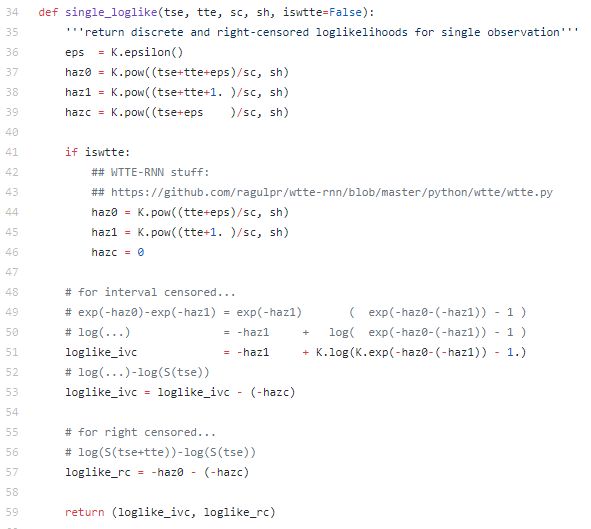 34 def single_loglike(tse, tte, sc, sh, iswtte=False):
35     '''return discrete and right-censored loglikelihoods for single observation'''
36     eps  = K.epsilon()
37     haz0 = K.pow((tse+tte+eps)/sc, sh)
38     haz1 = K.pow((tse+tte+1. )/sc, sh)
39     hazc = K.pow((tse+eps    )/sc, sh)
40
41     if iswtte:
42         ## WTTE-RNN stuff:
43         ## https://github.com/ragulpr/wtte-rnn/blob/master/python/wtte/wtte.py
44         haz0 = K.pow((tte+eps)/sc, sh)
45         haz1 = K.pow((tte+1. )/sc, sh)
46         hazc = 0
47
48     # for interval censored...
49     # exp(-haz0)-exp(-haz1) = exp(-haz1)       (  exp(-haz0-(-haz1)) - 1 )
50     # log(...)              = -haz1     +   log(  exp(-haz0-(-haz1)) - 1 )
51     loglike_ivc             = -haz1     + K.log(K.exp(-haz0-(-haz1)) - 1.)
52     # log(...)-log(S(tse))
53     loglike_ivc = loglike_ivc - (-hazc)
54
55     # for right censored...
56     # log(S(tse+tte))-log(S(tse))
57     loglike_rc = -haz0 - (-hazc)
58
59     return (loglike_ivc, loglike_rc)